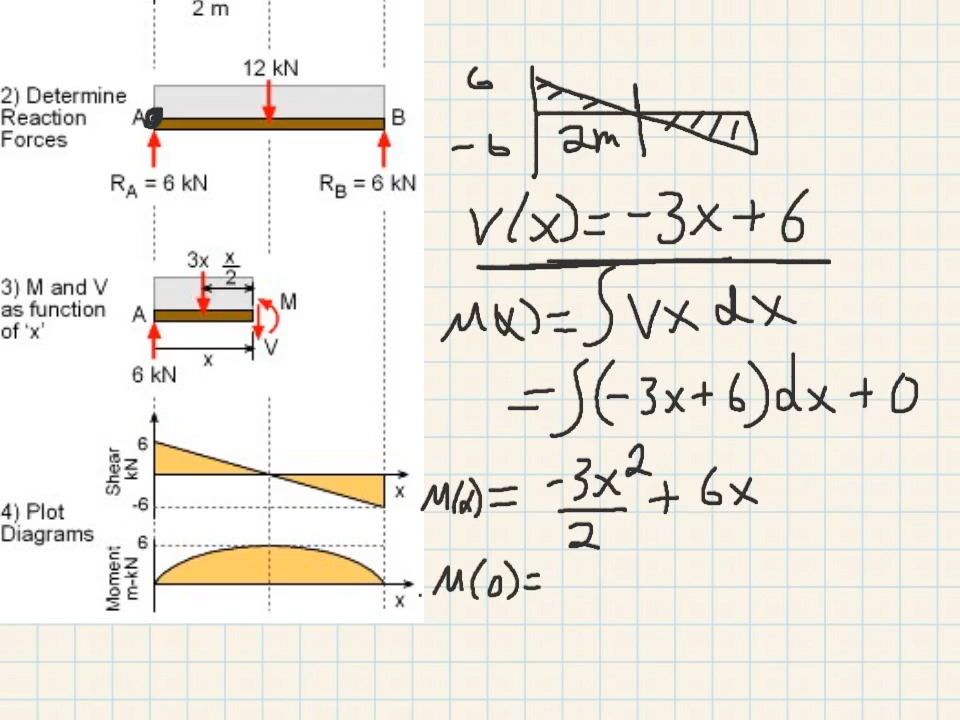 2 m
12 kN
2) Determine
Reaction
Forces
A
B
R_A = 6 kN
R_B = 6 kN
3x
x/2
3) M and V
as function
of 'x'
A
M
V
x
6 kN
4) Plot
Diagrams
Shear
kN
6
-6
x
Moment
m-kN
6
x
6
-6
2m
V(x)= -3x+6
M(x)= ∫ Vx dx
= ∫(-3x+6)dx + 0
M(x)= -3x²/2 + 6x
M(0)=